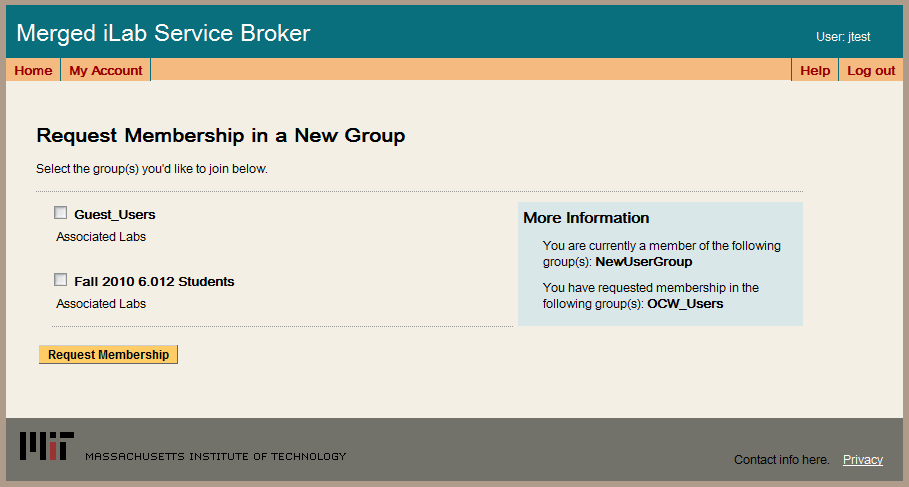 Merged iLab Service Broker
User: jtest
Home
My Account
Help
Log out
Request Membership in a New Group
Select the group(s) you'd like to join below.
Guest_Users
Associated Labs
Fall 2010 6.012 Students
Associated Labs
More Information
You are currently a member of the following
group(s): NewUserGroup
You have requested membership in the
following group(s): OCW_Users
Request Membership
MIT
MASSACHUSETTS INSTITUTE OF TECHNOLOGY
Contact info here.
Privacy